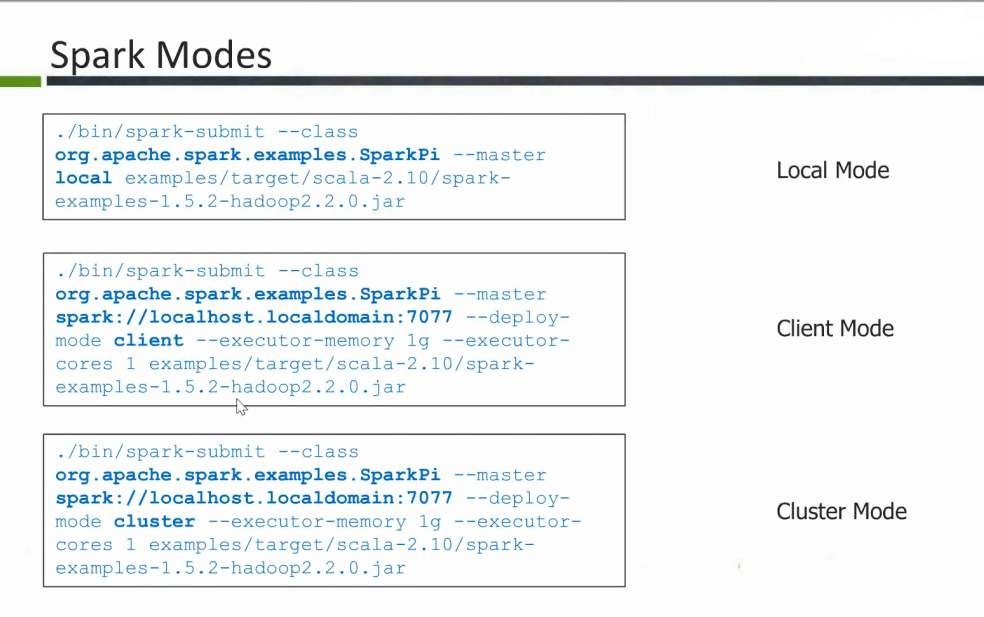 Spark Modes
./bin/spark-submit --class
org.apache.spark.examples.SparkPi --master
local examples/target/scala-2.10/spark-
examples-1.5.2-hadoop2.2.0.jar
Local Mode
./bin/spark-submit --class
org.apache.spark.examples.SparkPi --master
spark://localhost.localdomain:7077 --deploy-
mode client --executor-memory 1g --executor-
cores 1 examples/target/scala-2.10/spark-
examples-1.5.2-hadoop2.2.0.jar
Client Mode
./bin/spark-submit --class
org.apache.spark.examples.SparkPi --master
spark://localhost.localdomain:7077 --deploy-
mode cluster --executor-memory 1g --executor-
cores 1 examples/target/scala-2.10/spark-
examples-1.5.2-hadoop2.2.0.jar
Cluster Mode